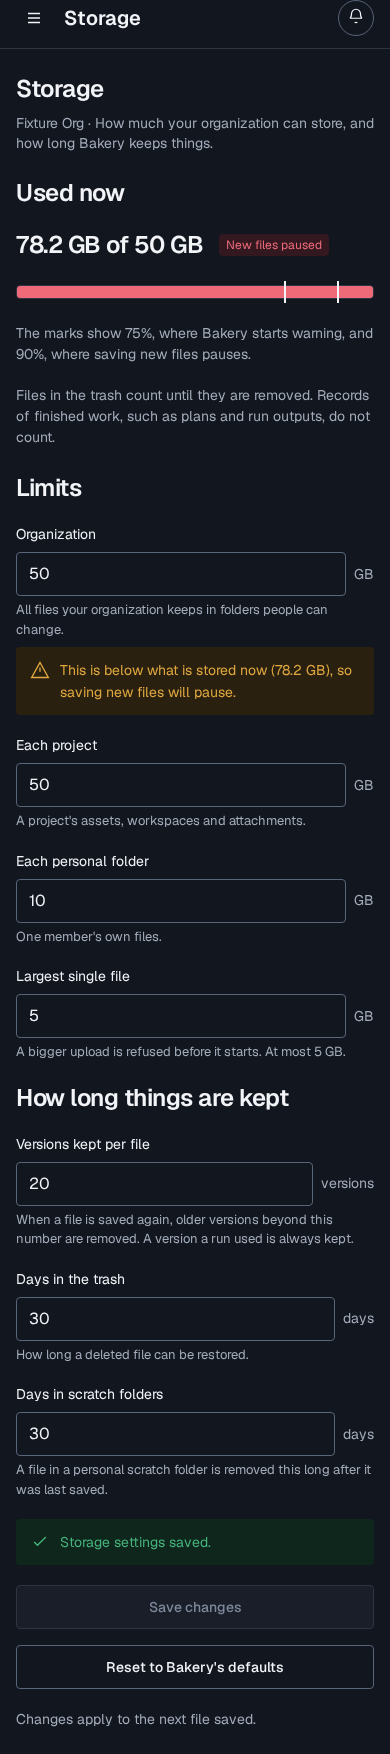 Storage
Storage
Fixture Org · How much your organization can store, and
how long Bakery keeps things.
Used now
78.2 GB of 50 GB New files paused
The marks show 75%, where Bakery starts warning, and
90%, where saving new files pauses.
Files in the trash count until they are removed. Records
of finished work, such as plans and run outputs, do not
count.
Limits
Organization
50 GB
All files your organization keeps in folders people can
change.
This is below what is stored now (78.2 GB), so
saving new files will pause.
Each project
50 GB
A project's assets, workspaces and attachments.
Each personal folder
10 GB
One member's own files.
Largest single file
5 GB
A bigger upload is refused before it starts. At most 5 GB.
How long things are kept
Versions kept per file
20 versions
When a file is saved again, older versions beyond this
number are removed. A version a run used is always kept.
Days in the trash
30 days
How long a deleted file can be restored.
Days in scratch folders
30 days
A file in a personal scratch folder is removed this long after it
was last saved.
Storage settings saved.
Save changes
Reset to Bakery's defaults
Changes apply to the next file saved.